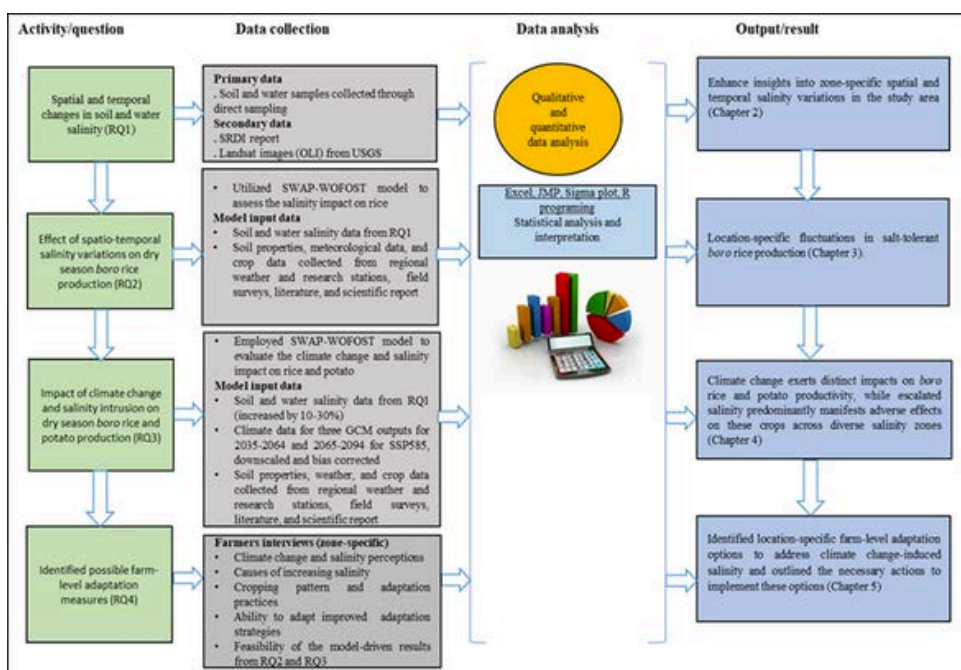 Activity/question
Data collection
Data analysis
Output/result
Spatial and temporal
changes in soil and water
salinity (RQ1)
Primary data
. Soil and water samples collected through
direct sampling
Secondary data
. SRDI report
. Landsat images (OLI) from USGS
Qualitative
and
quantitative
data analysis
Enhance insights into zone-specific spatial and
temporal salinity variations in the study area
(Chapter 2)
Effect of spatio-temporal
salinity variations on dry
season boro rice
production (RQ2)
• Utilized SWAP-WOFOST model to
assess the salinity impact on rice
Model input data
• Soil and water salinity data from RQ1
• Soil properties, meteorological data, and
crop data collected from regional
weather and research stations, field
surveys, literature, and scientific report
Excel, JMP, Sigma plot, R
programing
Statistical analysis and
interpretation
Location-specific fluctuations in salt-tolerant
boro rice production (Chapter 3).
Impact of climate change
and salinity intrusion on
dry season boro rice and
potato production (RQ3)
• Employed SWAP-WOFOST model to
evaluate the climate change and salinity
impact on rice and potato
Model input data
• Soil and water salinity data from RQ1
(increased by 10-30%)
• Climate data for three GCM outputs for
2035-2064 and 2065-2094 for SSP585,
downscaled and bias corrected
• Soil properties, weather, and crop data
collected from regional weather and
research stations, field surveys,
literature, and scientific report
Climate change exerts distinct impacts on boro
rice and potato productivity, while escalated
salinity predominantly manifests adverse effects
on these crops across diverse salinity zones
(Chapter 4)
Identified possible farm-
level adaptation
measures (RQ4)
Farmers interviews (zone-specific)
• Climate change and salinity perceptions
• Causes of increasing salinity
• Cropping pattern and adaptation
practices
• Ability to adapt improved adaptation
strategies
• Feasibility of the model-driven results
from RQ2 and RQ3
Identified location-specific farm-level adaptation
options to address climate change-induced
salinity and outlined the necessary actions to
implement these options (Chapter 5)